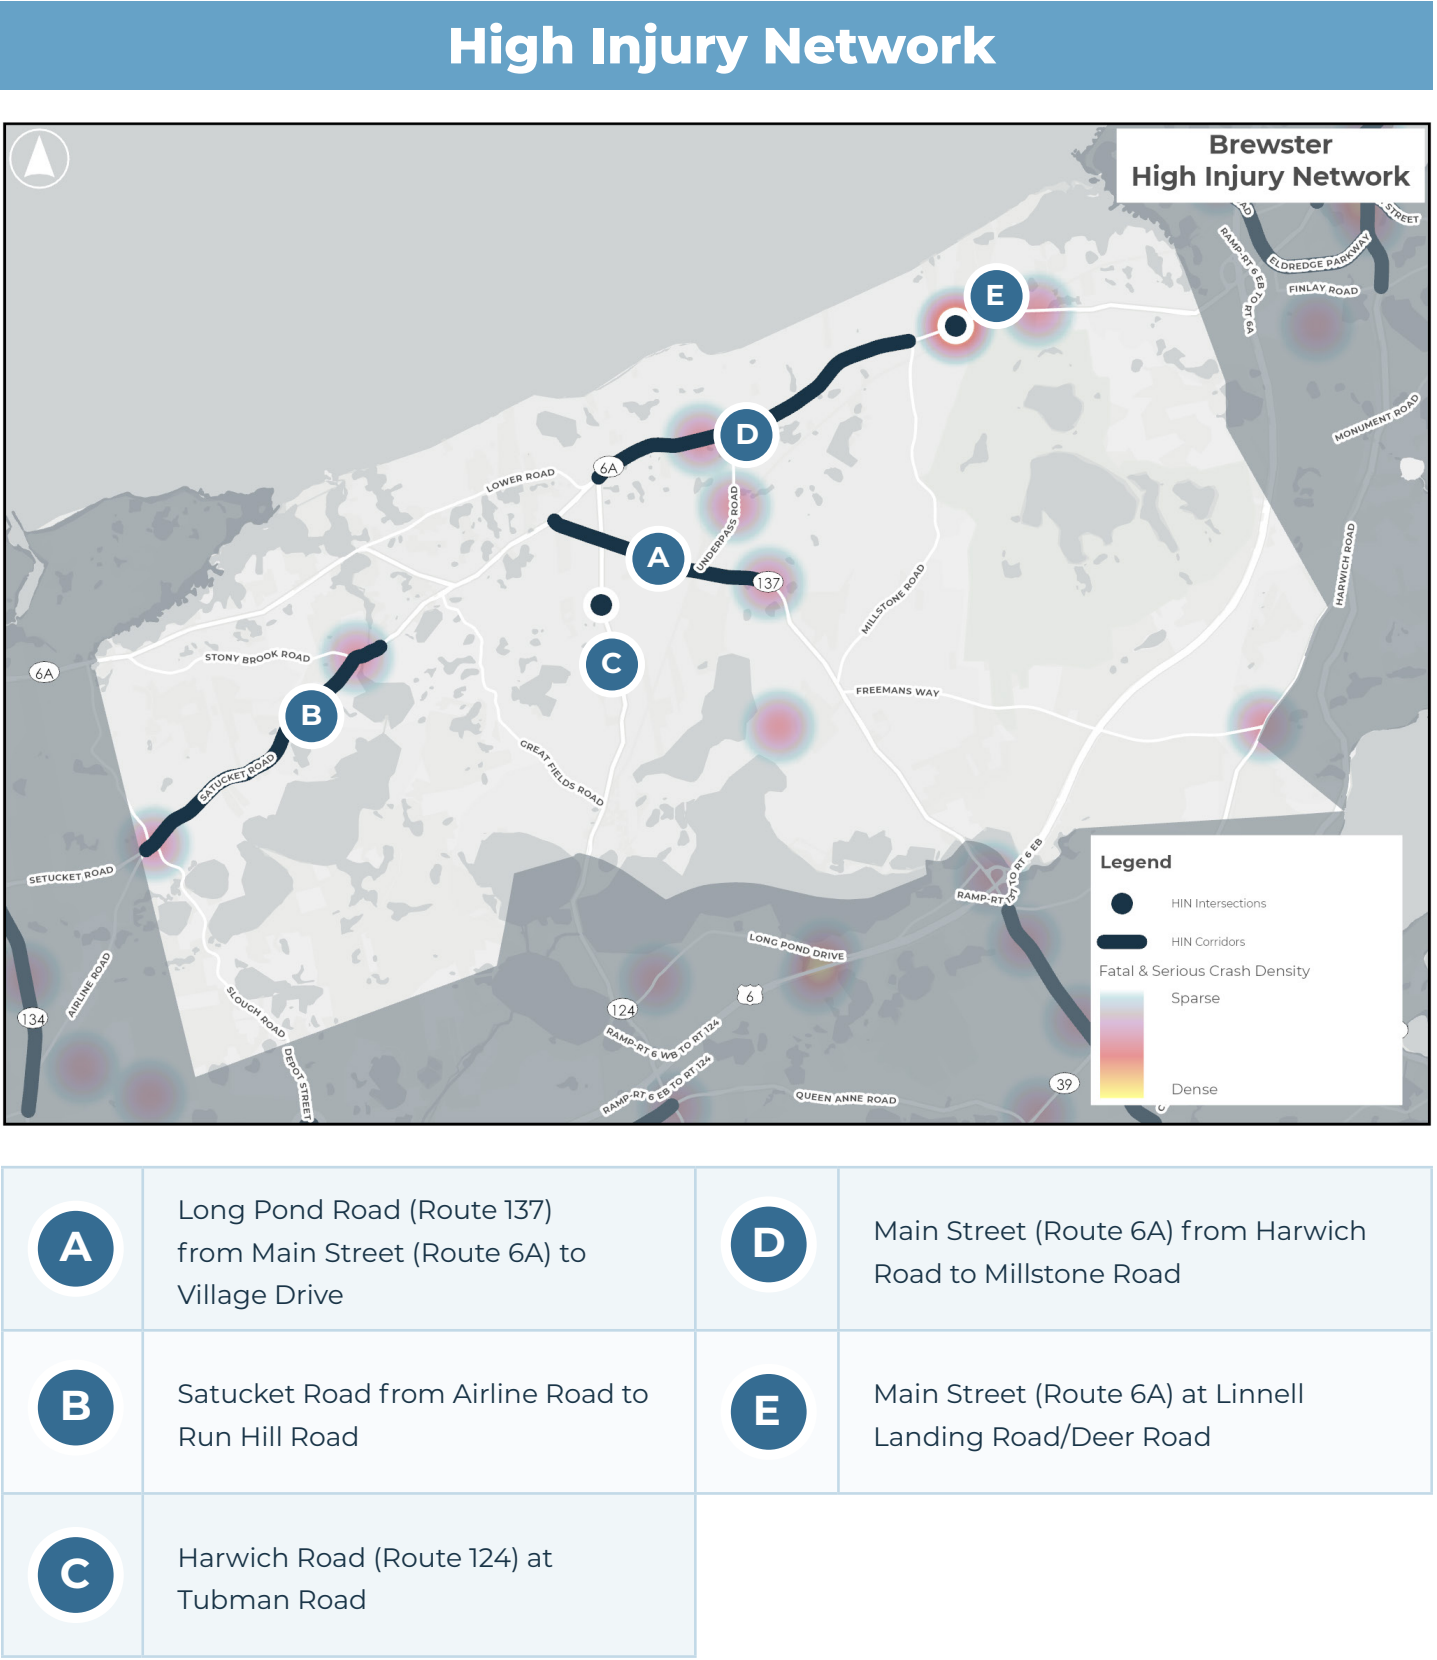 High Injury Network
Brewster
High Injury Network
STREET
RAMP-RT 6 EB TO RT 6A
ELDREDGE PARKWAY
FINLAY ROAD
E
MONUMENT ROAD
D
6A
LOWER ROAD
UNDERPASS ROAD
HARWICH ROAD
A
137
MILLSTONE ROAD
C
STONY BROOK ROAD
6A
FREEMANS WAY
B
SATUCKET ROAD
GREAT FIELDS ROAD
SETUCKET ROAD
RAMP-RT 137 TO RT 6 EB
LONG POND DRIVE
AIRLINE ROAD
6
SLOUGH ROAD
124
134
RAMP-RT 6 WB TO RT 124
RAMP-RT 6 EB TO RT 124
DEPOT STREET
QUEEN ANNE ROAD
39
Legend
HIN Intersections
HIN Corridors
Fatal & Serious Crash Density
Sparse
Dense
A
Long Pond Road (Route 137)
from Main Street (Route 6A) to
Village Drive
D
Main Street (Route 6A) from Harwich
Road to Millstone Road
B
Satucket Road from Airline Road to
Run Hill Road
E
Main Street (Route 6A) at Linnell
Landing Road/Deer Road
C
Harwich Road (Route 124) at
Tubman Road